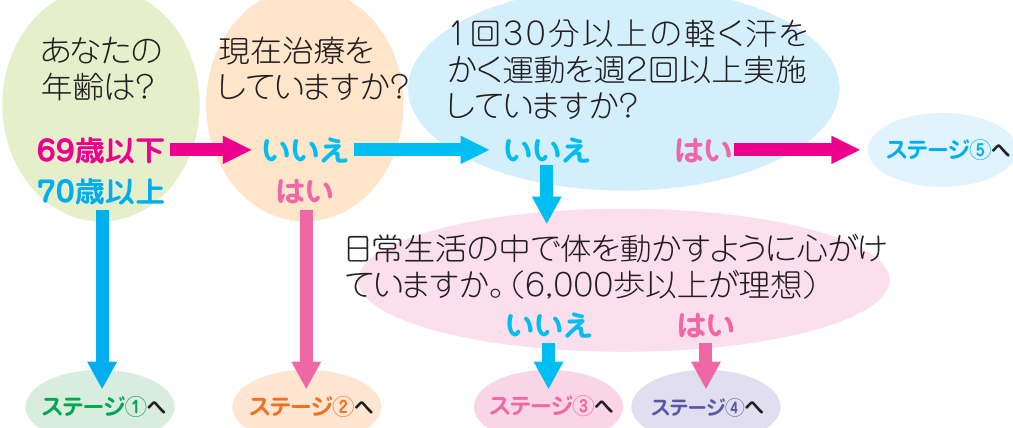 あなたの
年齢は?
69歳以下
70歳以上
現在治療を
していますか?
いいえ
はい
1回30分以上の軽く汗を
かく運動を週2回以上実施
していますか?
いいえ
はい
ステージ⑤へ
日常生活の中で体を動かすように心がけ
ていますか。(6,000歩以上が理想)
いいえ
はい
ステージ①へ
ステージ②へ
ステージ③へ
ステージ④へ